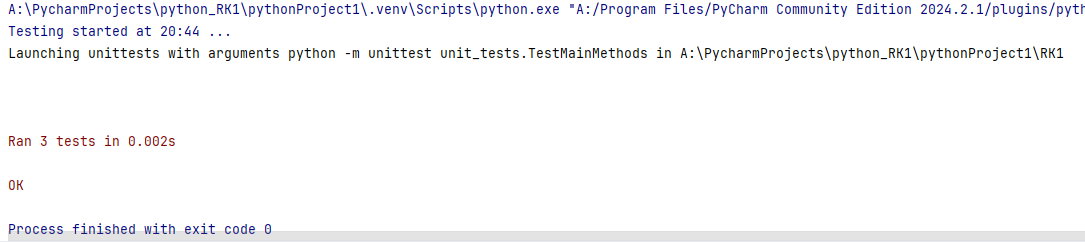 A:\PycharmProjects\python_RK1\pythonProject1\.venv\Scripts\python.exe "A:/Program Files/PyCharm Community Edition 2024.2.1/plugins/pyth
Testing started at 20:44 ...
Launching unittests with arguments python -m unittest unit_tests.TestMainMethods in A:\PycharmProjects\python_RK1\pythonProject1\RK1
Ran 3 tests in 0.002s
OK
Process finished with exit code 0